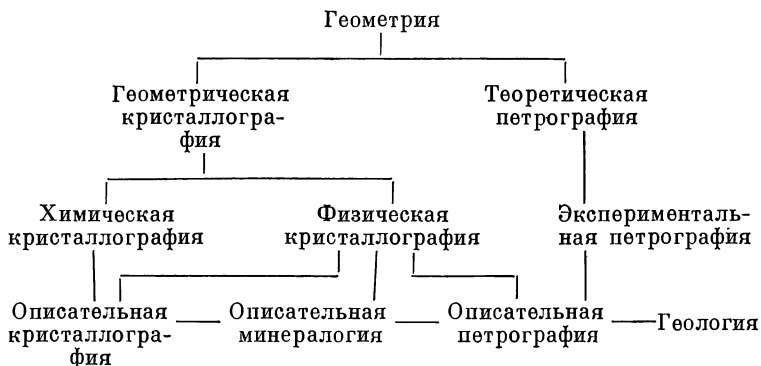 Геометрия
Геометрическая
кристаллогра-
фия
Теоретическая
петрография
Химическая
кристаллография
Физическая
кристаллография
Эксперименталь-
ная петрография
Описательная
кристаллогра-
фия
Описательная
минералогия
Описательная
петрография
Геология